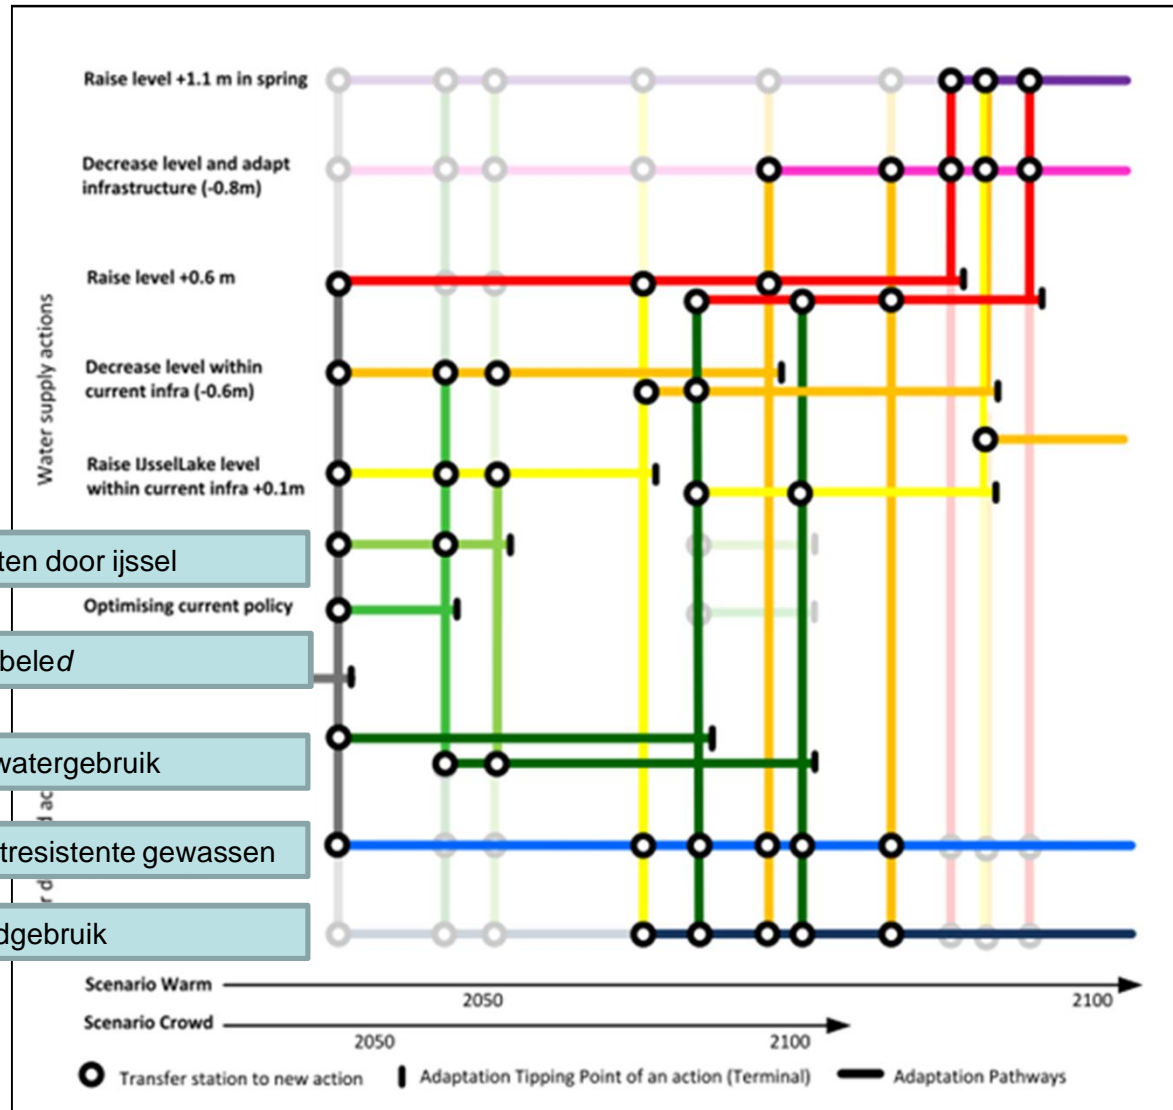 Raise level +1.1 m in spring
Decrease level and adapt
infrastructure (-0.8m)
Raise level +0.6 m
Decrease level within
current infra (-0.6m)
Raise IJsselLake level
within current infra +0.1m
ten door ijssel
Optimising current policy
beled
watergebruik
tresistente gewassen
dgebruik
Water supply actions
Scenario Warm
2050
2100
Scenario Crowd
2050
2100
Transfer station to new action
Adaptation Tipping Point of an action (Terminal)
Adaptation Pathways